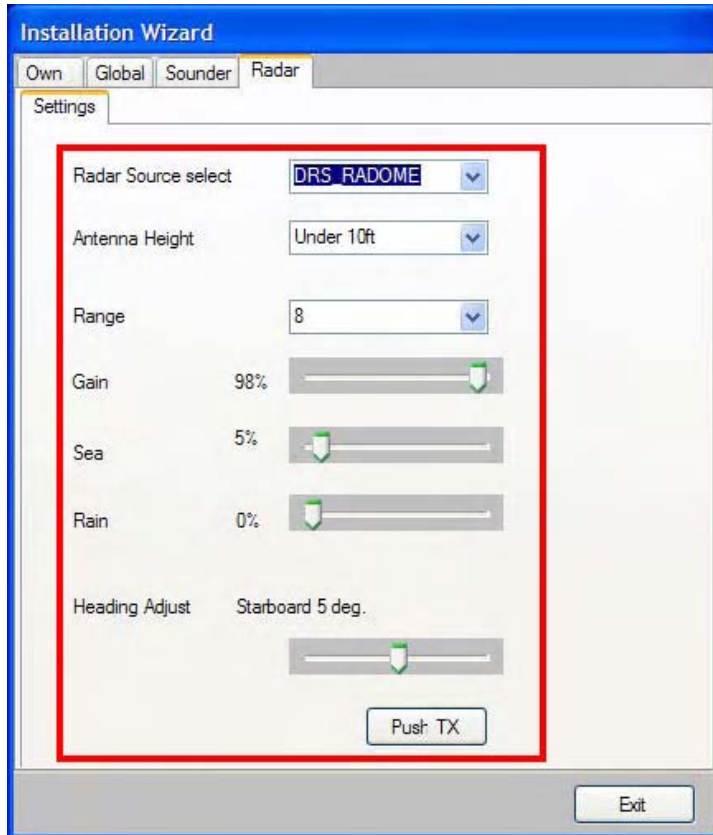 Installation Wizard
Own Global Sounder Radar
Settings
Radar Source select DRS_RADOME
Antenna Height Under 10ft
Range 8
Gain 98%
Sea 5%
Rain 0%
Heading Adjust Starboard 5 deg.
Push TX
Exit